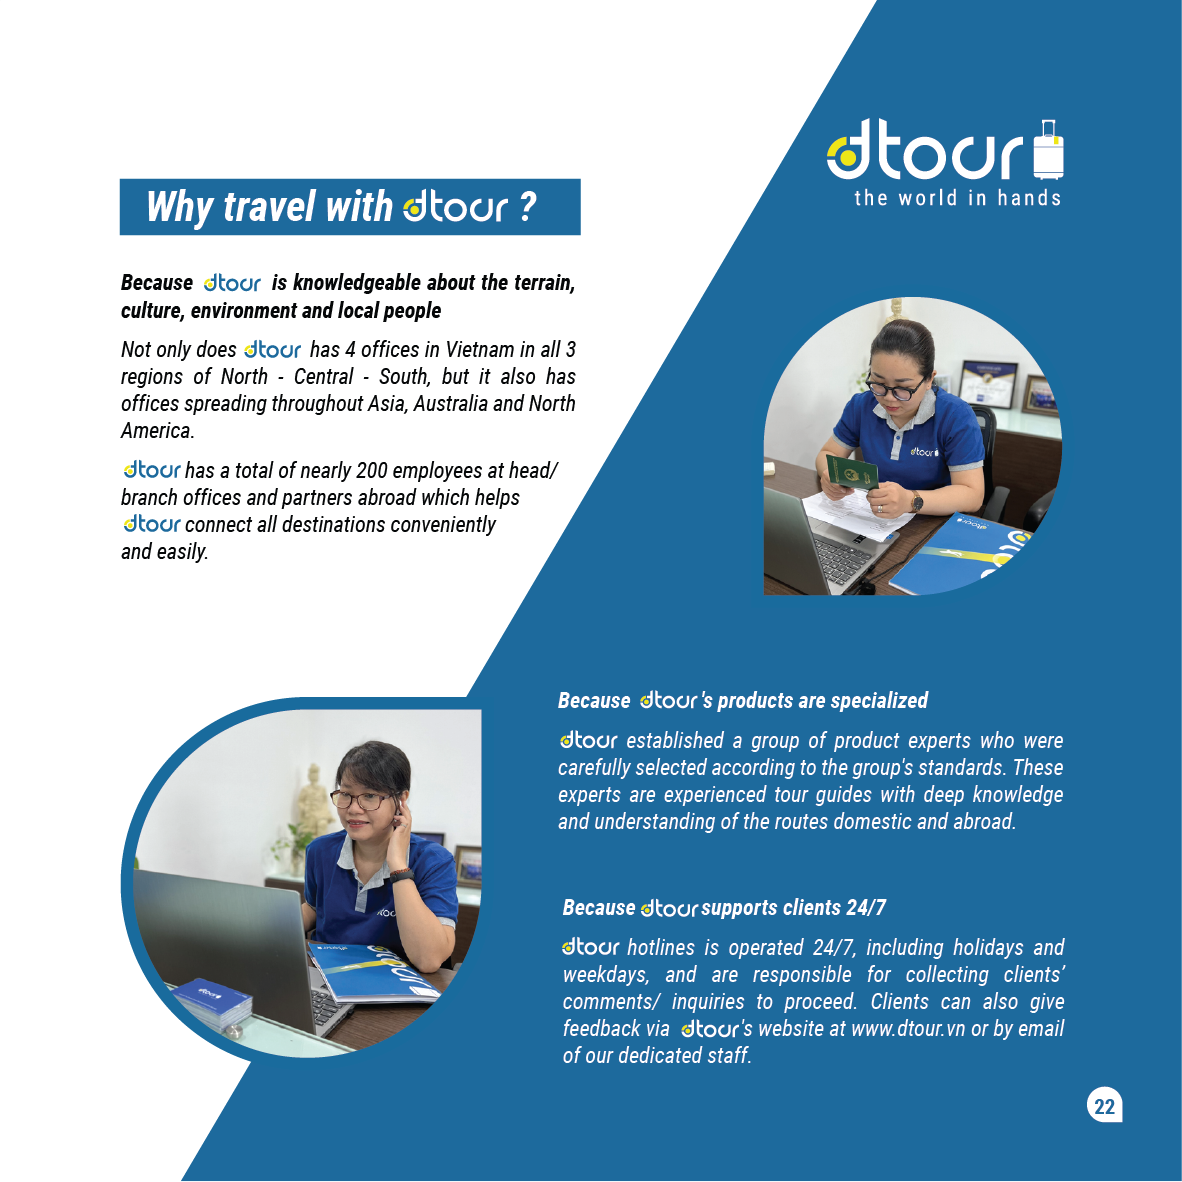 dtour
the world in hands
Why travel with dtour ?
Because dtour is knowledgeable about the terrain,
culture, environment and local people
Not only does dtour has 4 offices in Vietnam in all 3
regions of North - Central - South, but it also has
offices spreading throughout Asia, Australia and North
America.
dtour has a total of nearly 200 employees at head/
branch offices and partners abroad which helps
dtour connect all destinations conveniently
and easily.
dtour
dtour
Because dtour's products are specialized
dtour established a group of product experts who were
carefully selected according to the group's standards. These
experts are experienced tour guides with deep knowledge
and understanding of the routes domestic and abroad.
Because dtour supports clients 24/7
dtour hotlines is operated 24/7, including holidays and
weekdays, and are responsible for collecting clients’
comments/ inquiries to proceed. Clients can also give
feedback via dtour's website at www.dtour.vn or by email
of our dedicated staff.
dtour
dtour
22